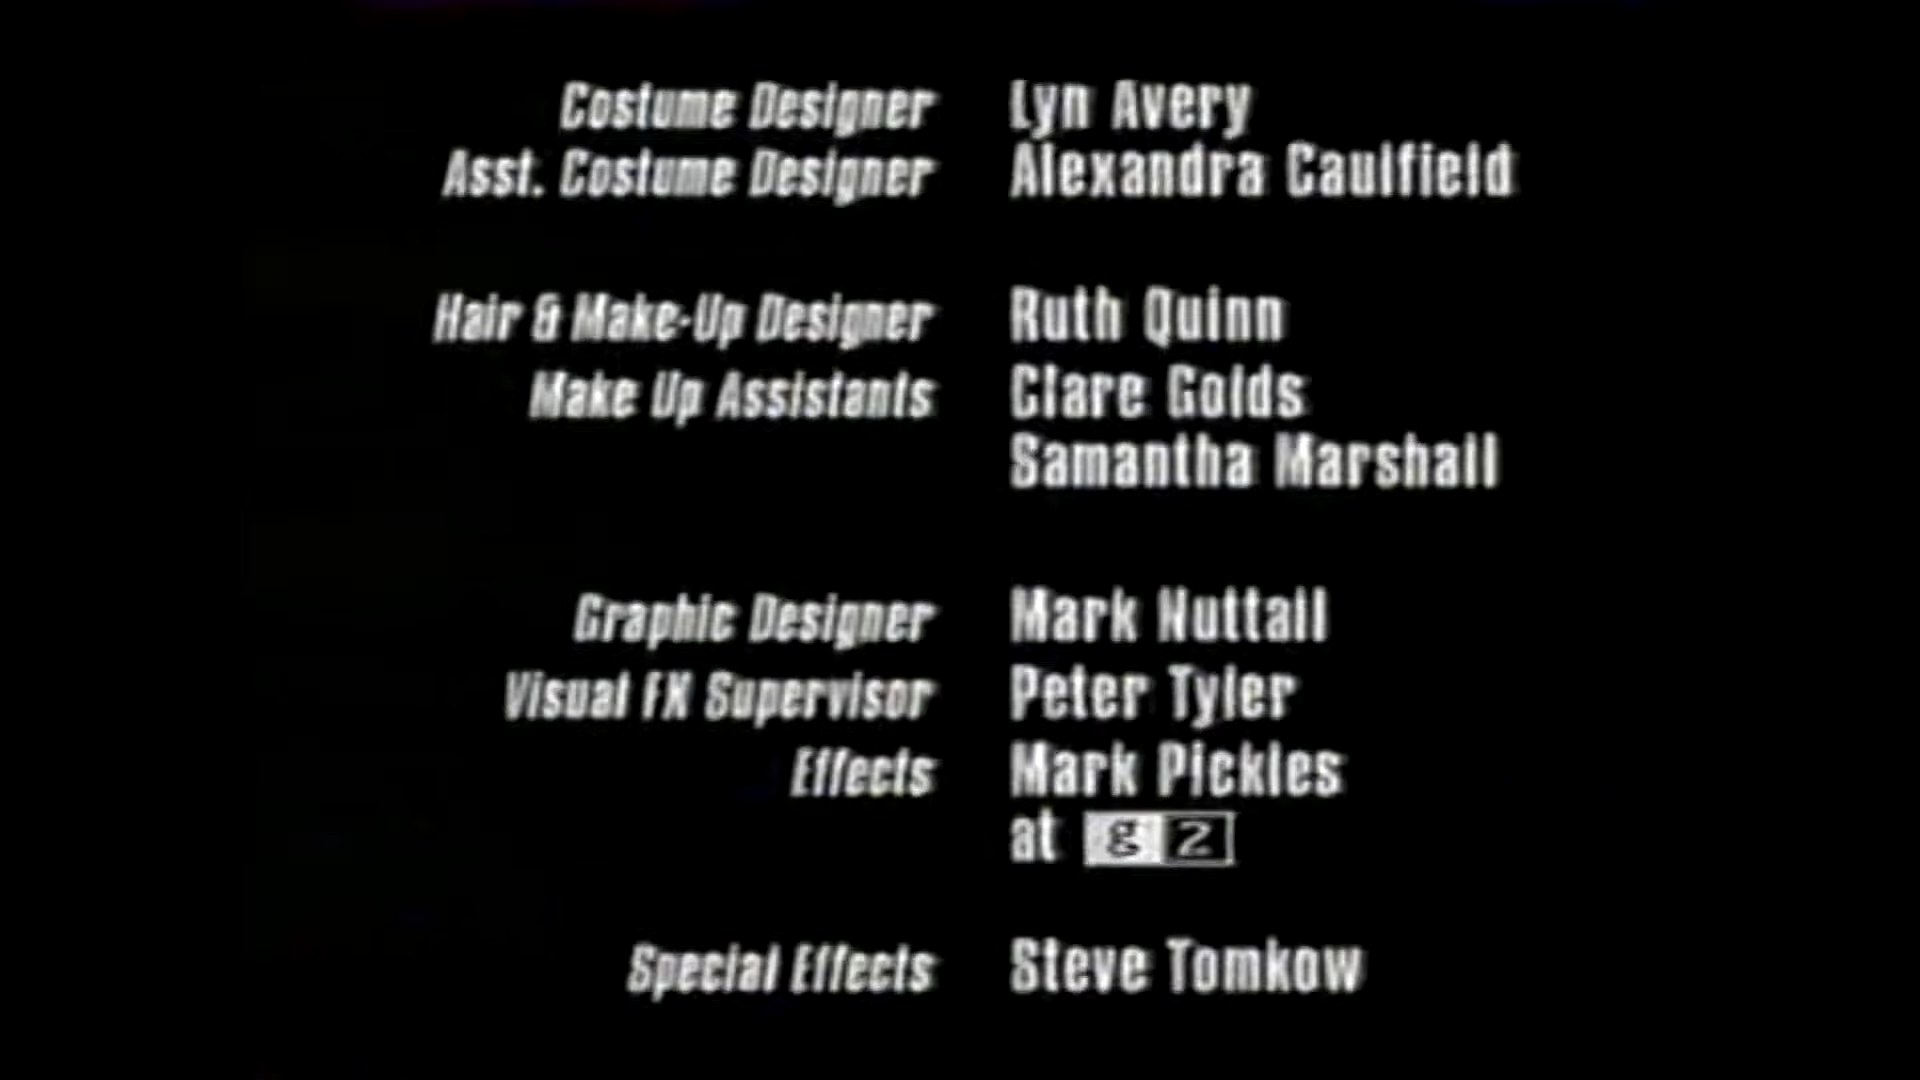 Costume Designer Lyn Avery
Asst. Costume Designer Alexandra Caulfield
Hair & Make-Up Designer Ruth Quinn
Make Up Assistants Clare Golds
Samantha Marshall
Graphic Designer Mark Nuttall
Visual FX Supervisor Peter Tyler
Effects Mark Pickles
at g2
Special Effects Steve Tomkow